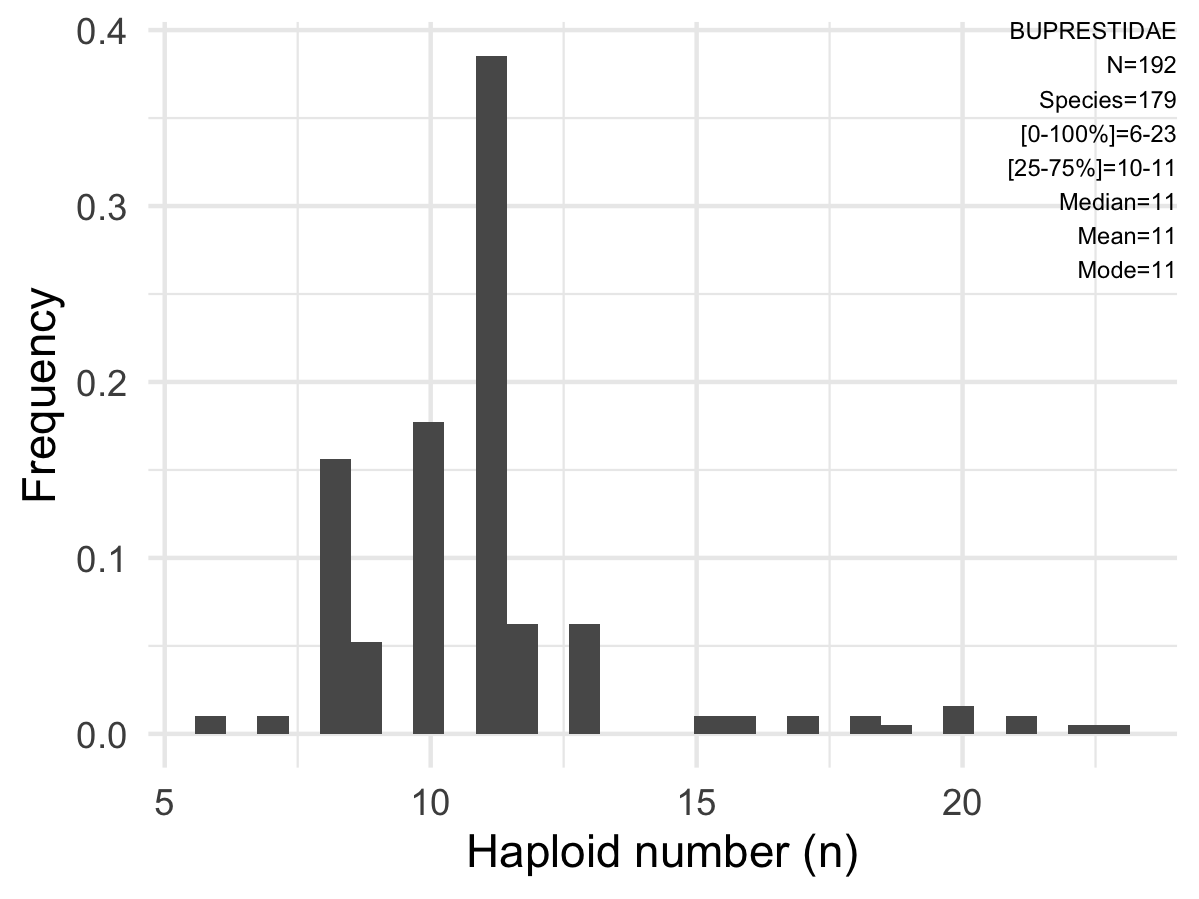 BUPRESTIDAE
N=192
Species=179
[0-100%]=6-23
[25-75%]=10-11
Median=11
Mean=11
Mode=11
Frequency
0.4
0.3
0.2
0.1
0.0
5 10 15 20
Haploid number (n)